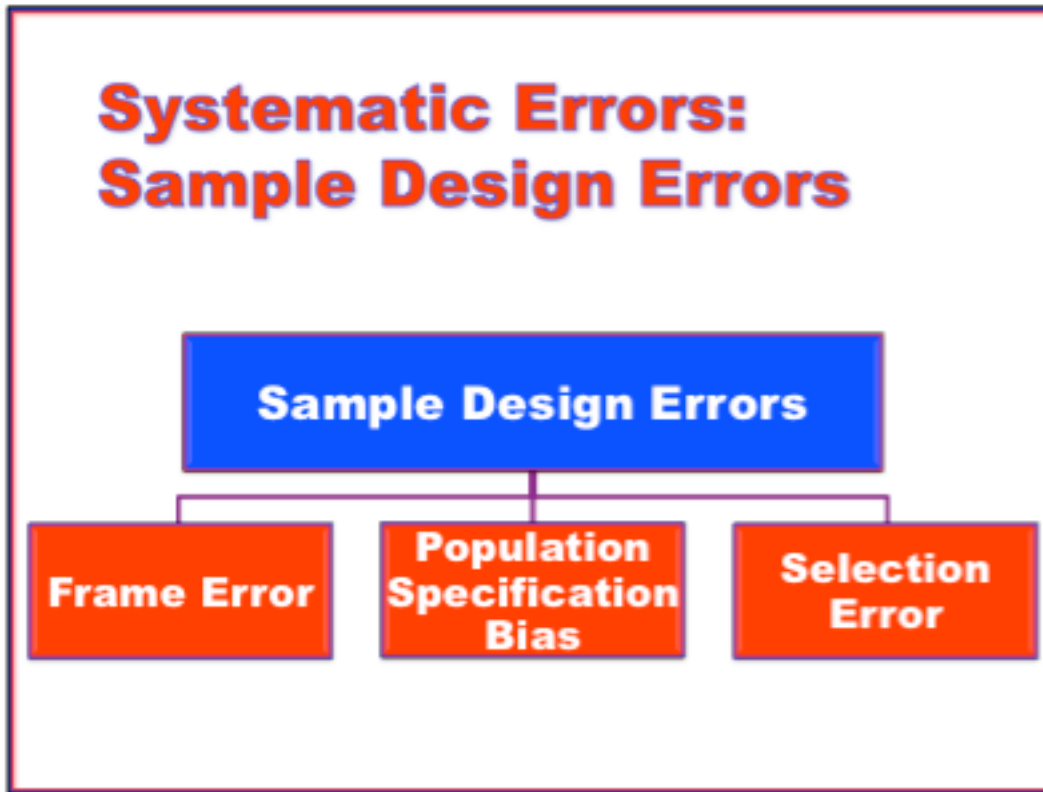 Systematic Errors:
Sample Design Errors
Sample Design Errors
Frame Error
Population
Specification
Bias
Selection
Error